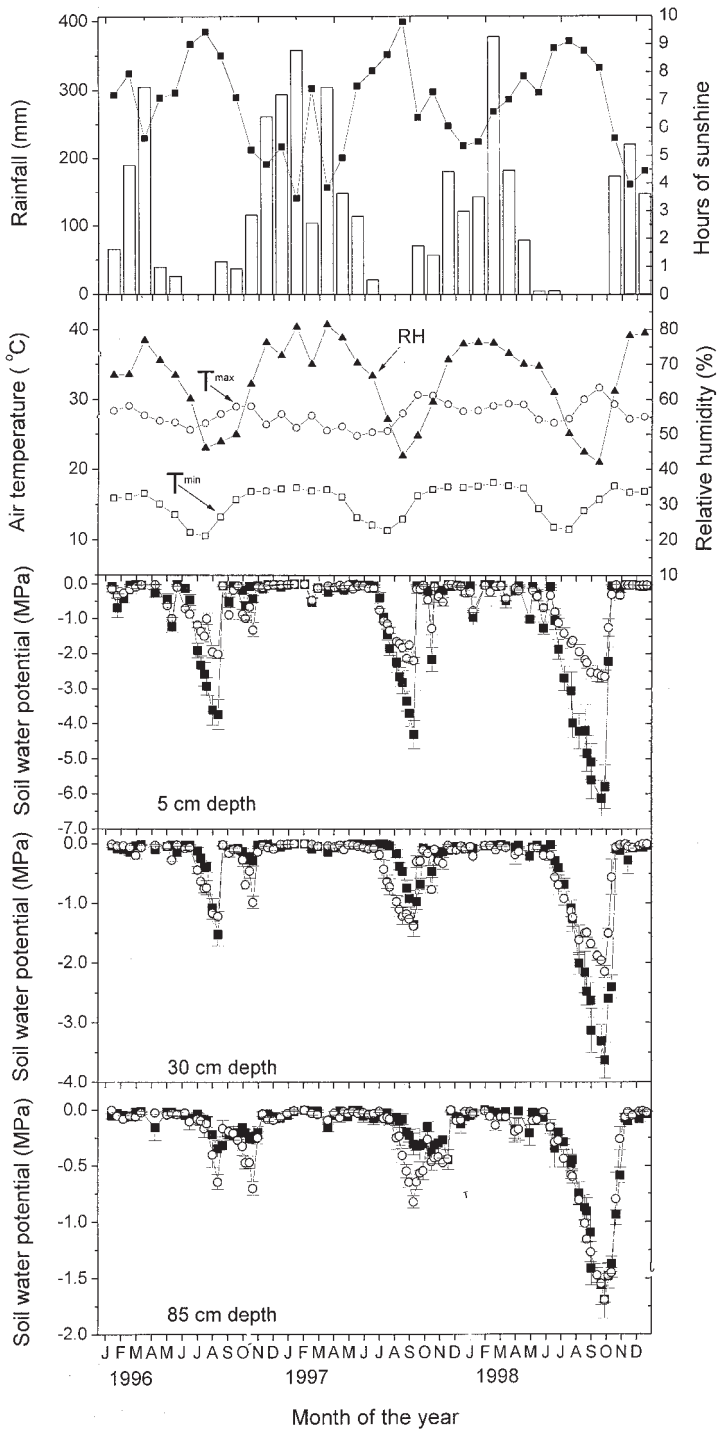 Rainfall (mm)
400
300
200
100
0
10
9
8
7
6
5
4
3
2
1
0
Hours of sunshine
Air temperature (°C)
40
30
20
10
RH
Tmax
Tmin
80
70
60
50
40
30
20
10
Relative humidity (%)
Soil water potential (MPa)
0.0
-1.0
-2.0
-3.0
-4.0
-5.0
-6.0
-7.0
5 cm depth
Soil water potential (MPa)
0.0
-1.0
-2.0
-3.0
-4.0
30 cm depth
Soil water potential (MPa)
0.0
-0.5
-1.0
-1.5
-2.0
85 cm depth
J F M A M J J A S O N D J F M A M J J A S O N D J F M A M J J A S O N D
1996 1997 1998
Month of the year